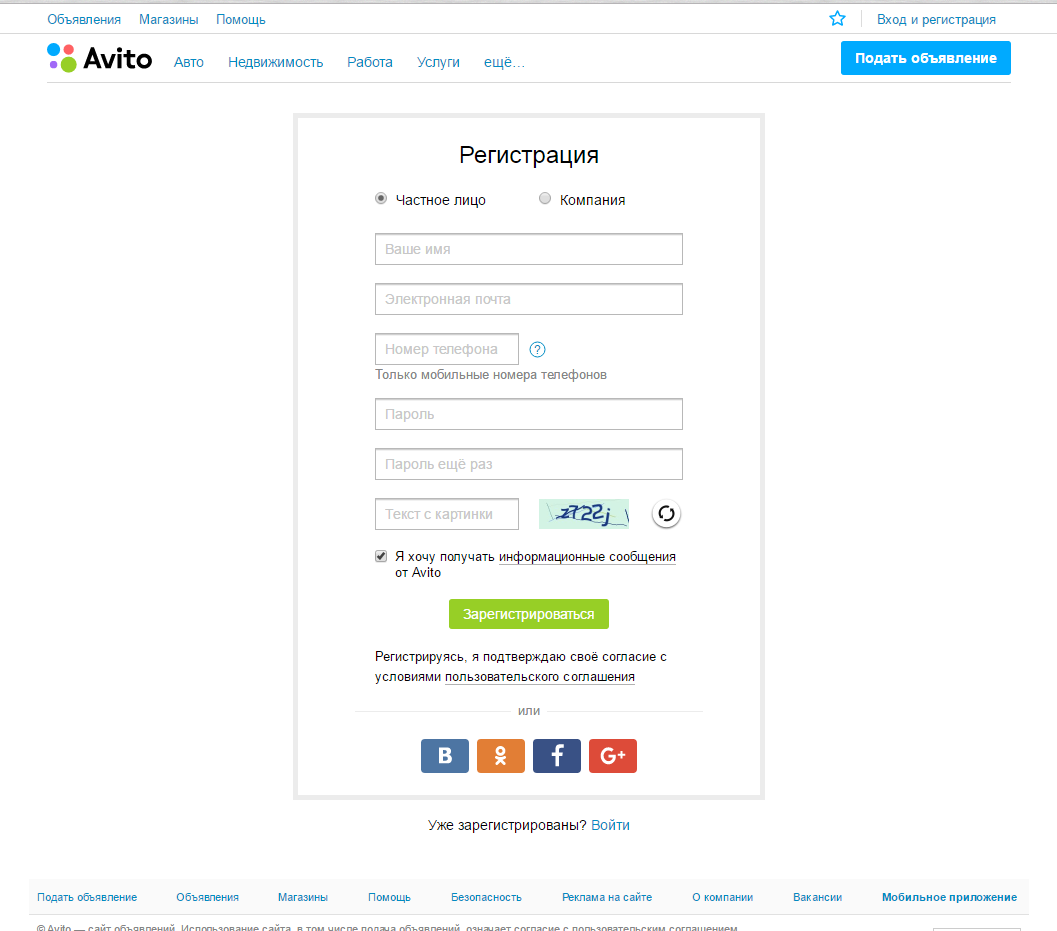 Объявления Магазины Помощь Вход и регистрация
Avito Авто Недвижимость Работа Услуги ещё... Подать объявление
Регистрация
Частное лицо Компания
Ваше имя
Электронная почта
Номер телефона ?
Только мобильные номера телефонов
Пароль
Пароль ещё раз
Текст с картинки z722j
Я хочу получать информационные сообщения
от Avito
Зарегистрироваться
Регистрируясь, я подтверждаю своё согласие с
условиями пользовательского соглашения
или
B f G+
Уже зарегистрированы? Войти
Подать объявление Объявления Магазины Помощь Безопасность Реклама на сайте О компании Вакансии Мобильное приложение
© Avito — сайт объявлений. Использование сайта, в том числе подача объявлений, означает согласие с пользовательским соглашением.